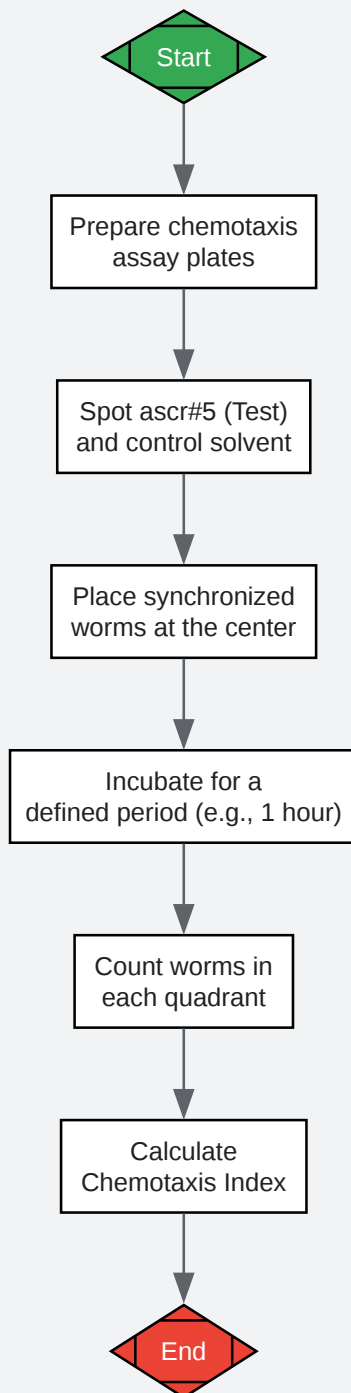 Start
Prepare chemotaxis
assay plates
Spot ascr#5 (Test)
and control solvent
Place synchronized
worms at the center
Incubate for a
defined period (e.g., 1 hour)
Count worms in
each quadrant
Calculate
Chemotaxis Index
End